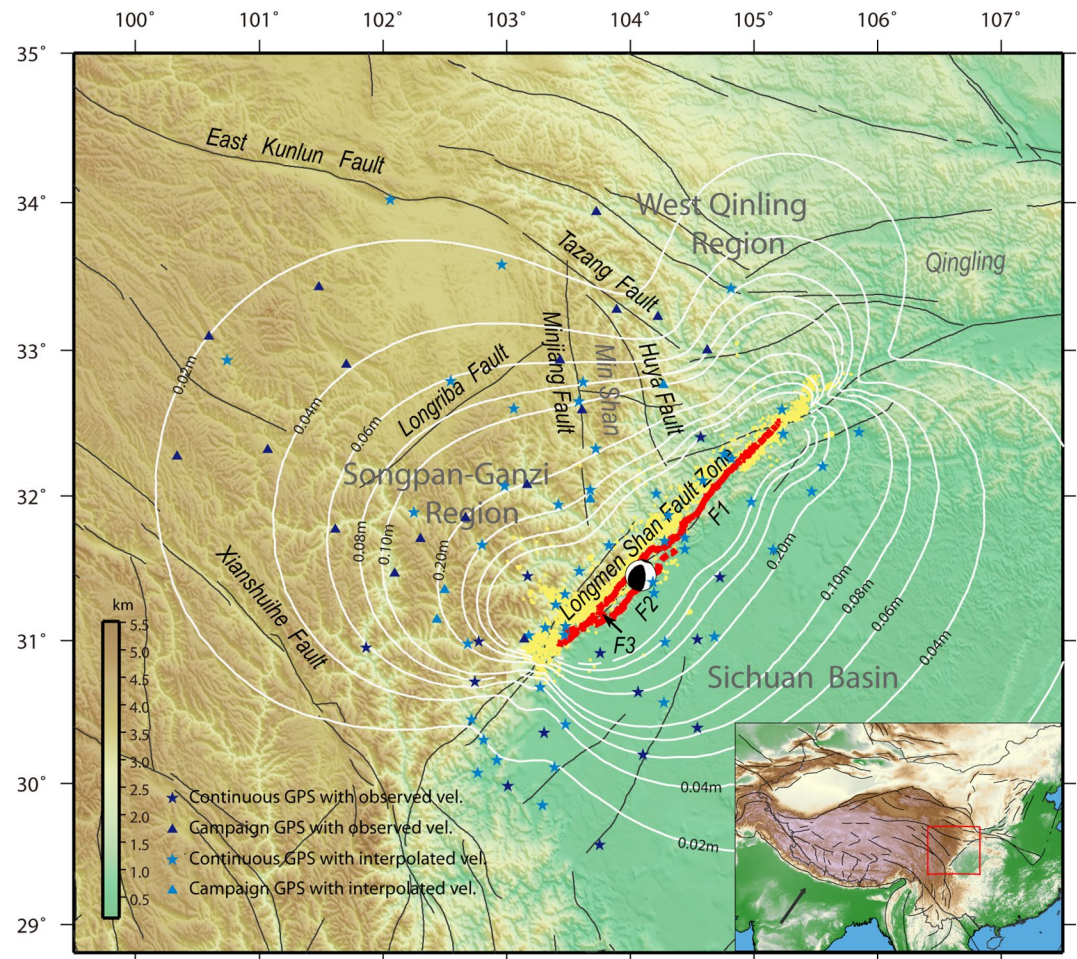 100˚ 101˚ 102˚ 103˚ 104˚ 105˚ 106˚ 107˚
35˚
34˚
33˚
32˚
31˚
30˚
29˚
East Kunlun Fault
West Qinling
Region
Qingling
Tazang Fault
Minjiang Fault
Min Shan
Huya Fault
Longriba Fault
0.02m
0.04m
0.06m
0.08m
0.10m
0.20m
Songpan-Ganzi
Region
Longmen Shan Fault Zone
F1
F2
F3
Xianshuihe Fault
0.20m
0.10m
0.08m
0.06m
0.04m
Sichuan Basin
0.04m
0.02m
km
5.5
5.0
4.5
4.0
3.5
3.0
2.5
2.0
1.5
1.0
0.5
Continuous GPS with observed vel.
Campaign GPS with observed vel.
Continuous GPS with interpolated vel.
Campaign GPS with interpolated vel.